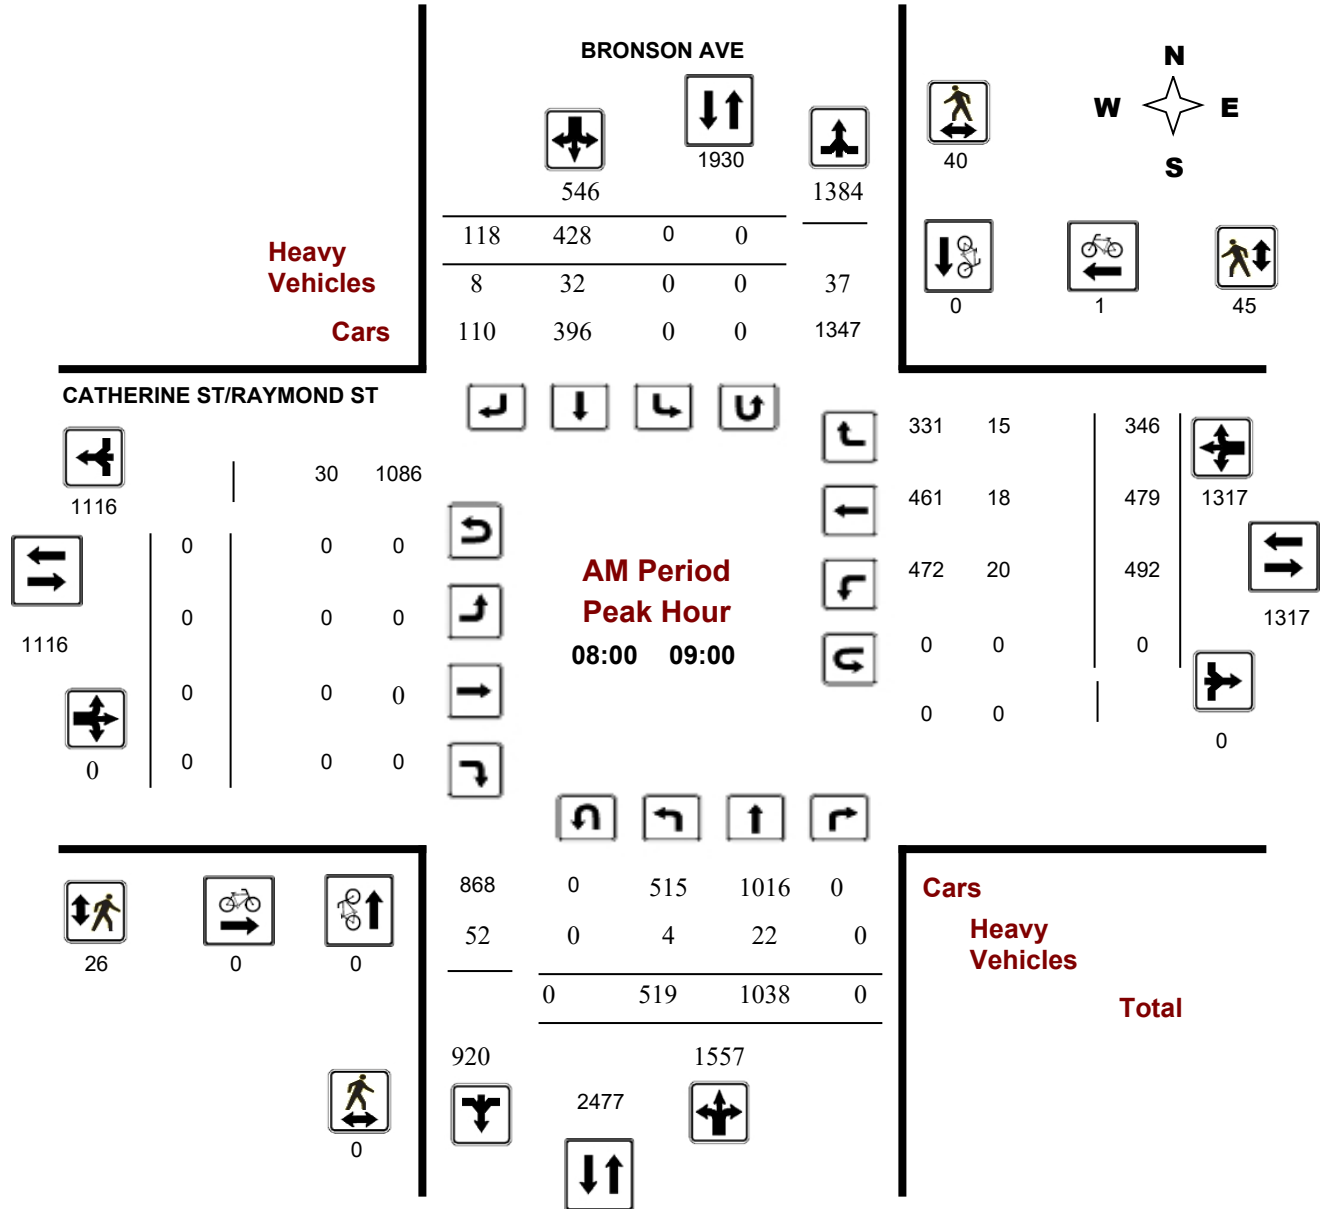 BRONSON AVE
N
W E
S
1930
40
546 1384
118 428 0 0
Heavy
Vehicles
8 32 0 0 37
0 1 45
Cars
110 396 0 0 1347
CATHERINE ST/RAYMOND ST
331 15 346
30 1086
1116
461 18 479 1317
0 0 0
AM Period
472 20 492
Peak Hour
0 0 0
1317
1116
08:00 09:00
0 0 0
0 0 0
0 0
0
0 0 0
0
868 0 515 1016 0
Cars
52 0 4 22 0
Heavy
Vehicles
26 0 0
0 519 1038 0
Total
920 1557
2477
0